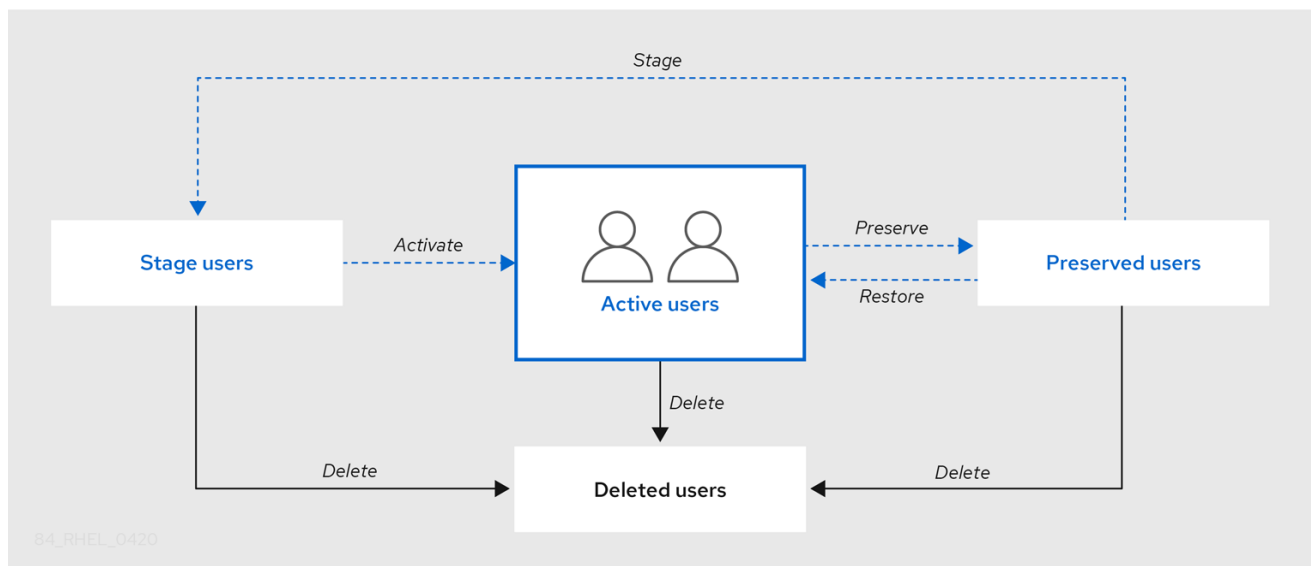 Stage
Stage users
Activate
Active users
Preserve
Restore
Preserved users
Delete
Delete
Deleted users
Delete
84_RHEL_0420